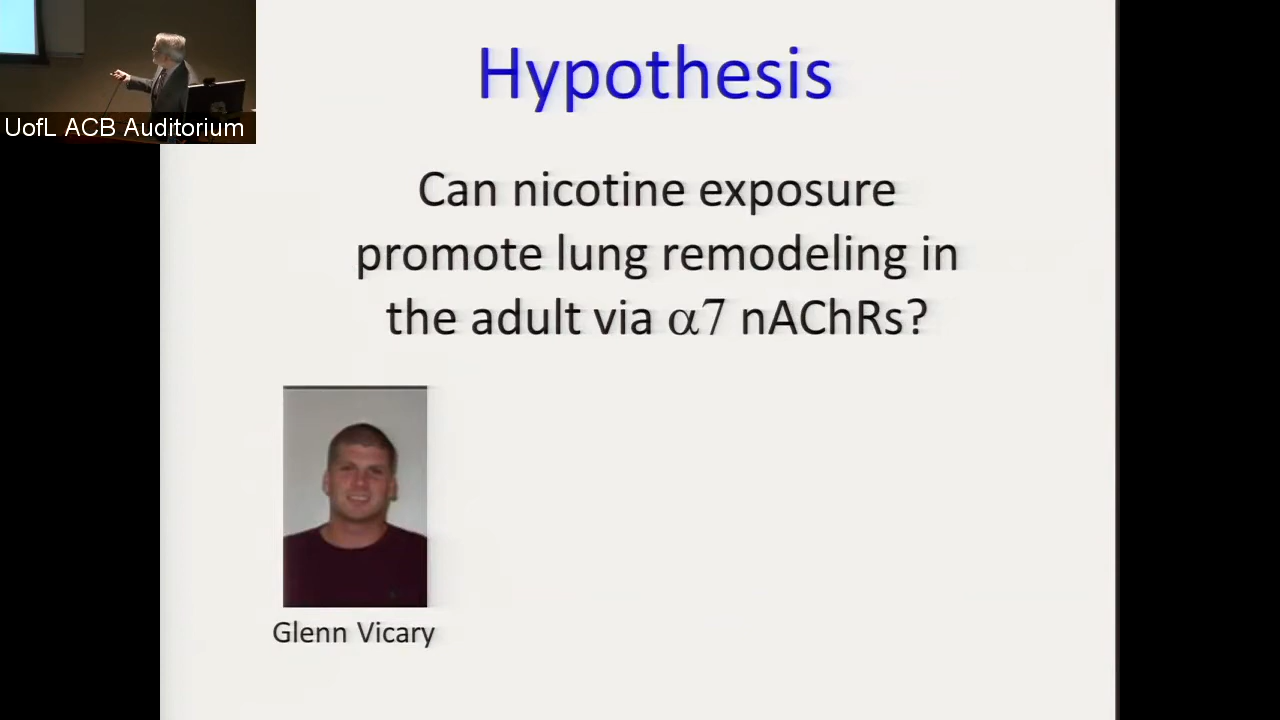 UofL ACB Auditorium
Hypothesis
Can nicotine exposure
promote lung remodeling in
the adult via α7 nAChRs?
Glenn Vicary